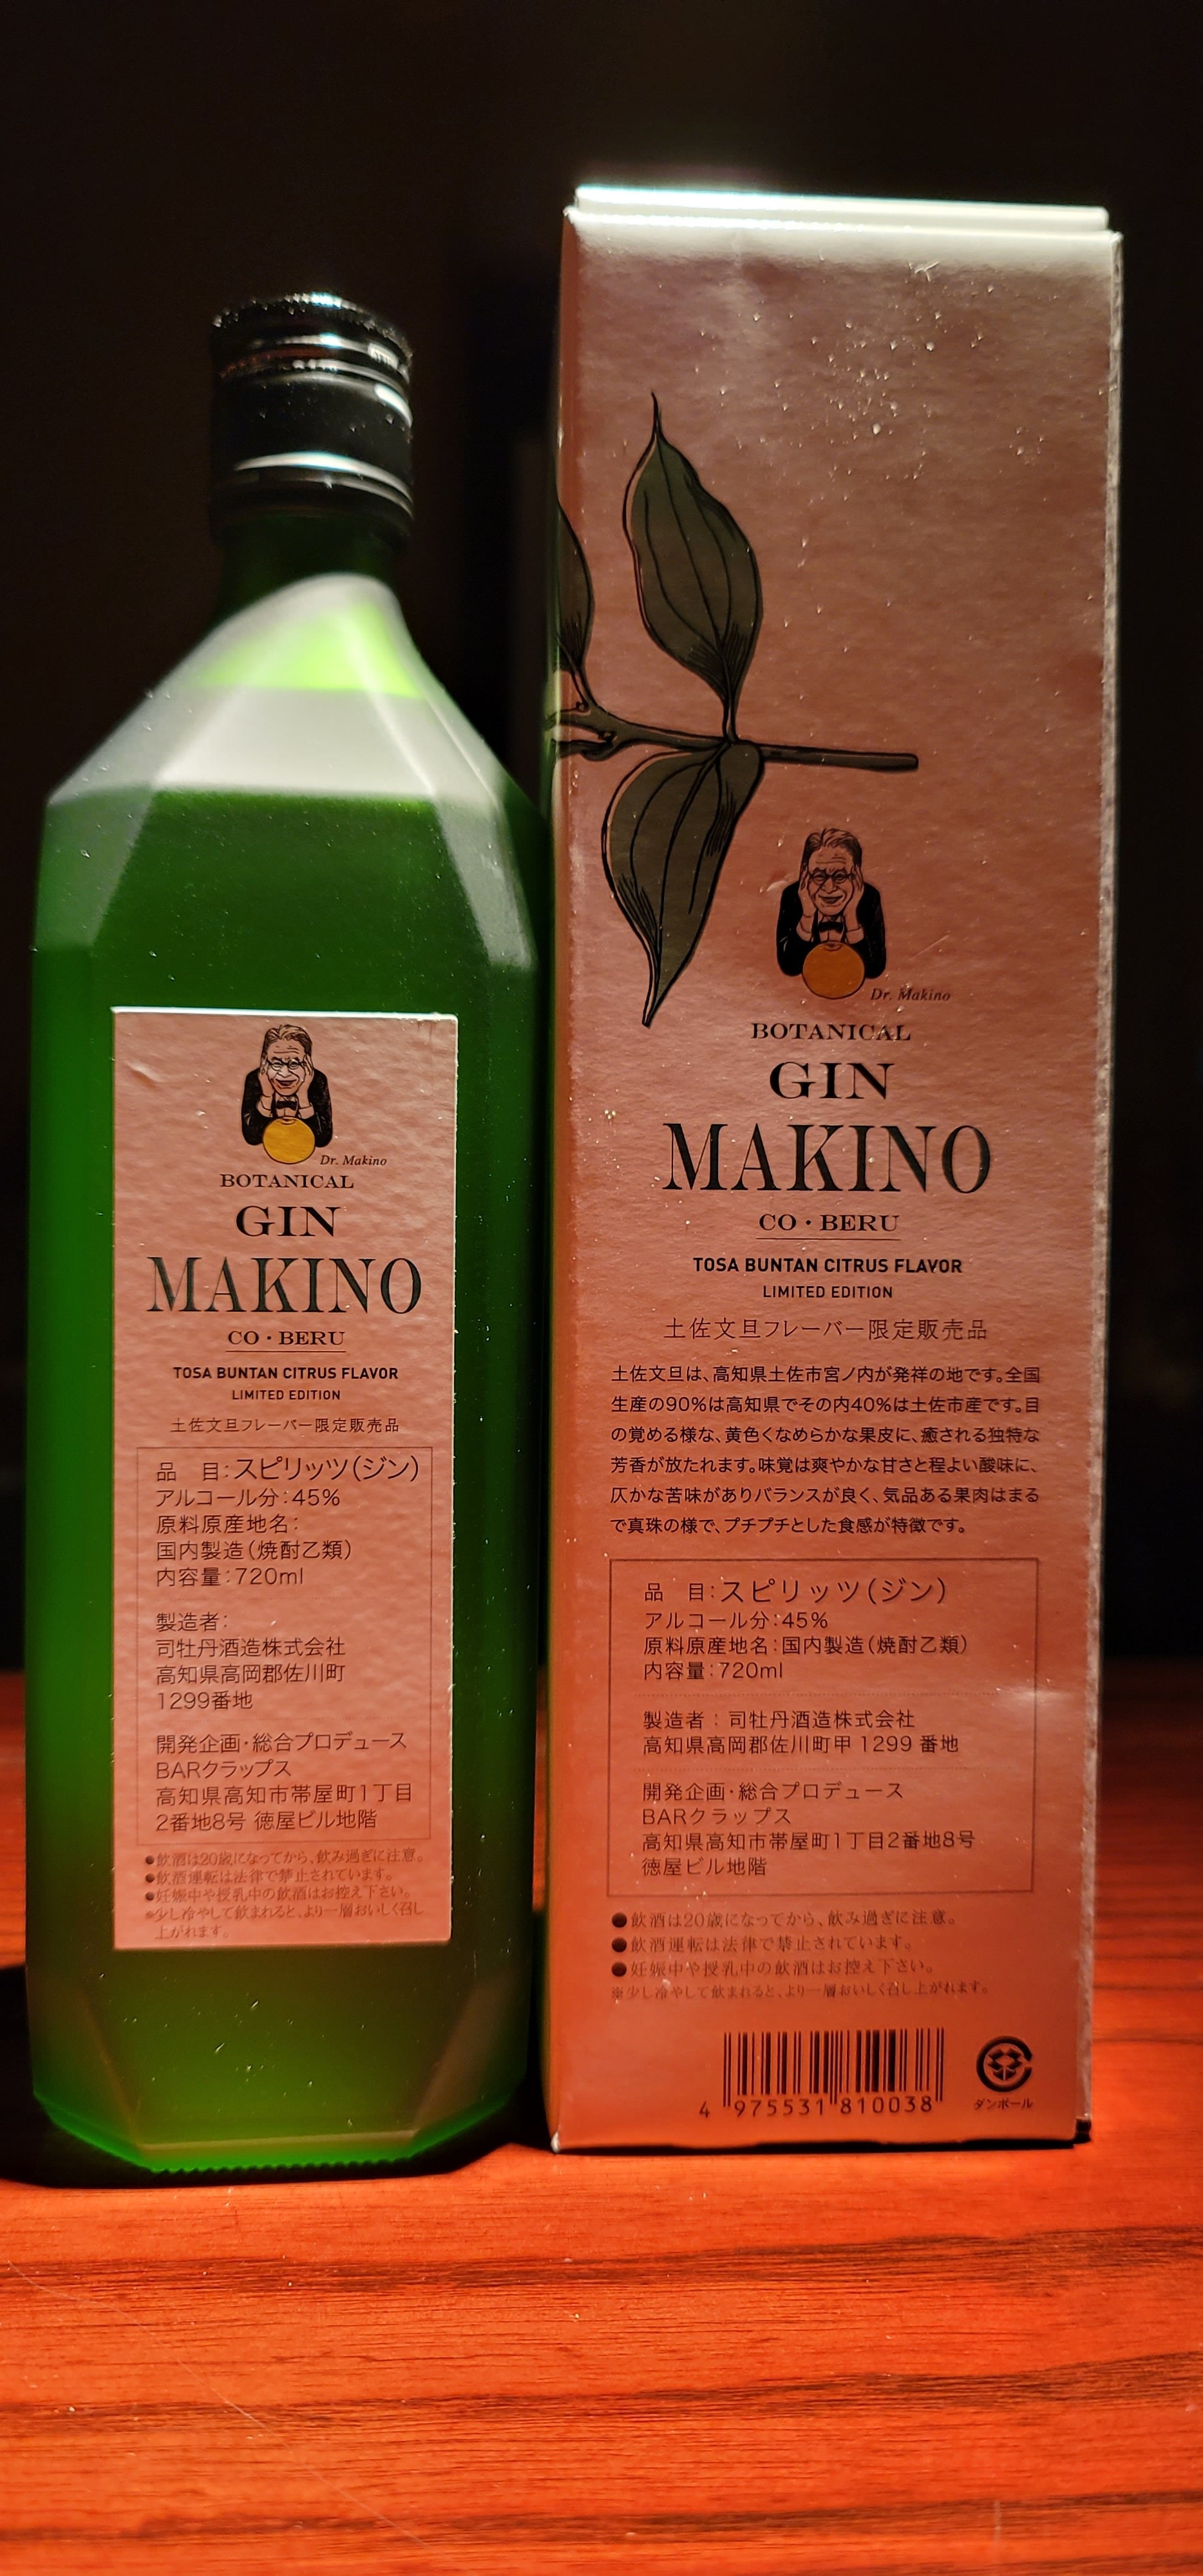 Dr. Makino
BOTANICAL
GIN
MAKINO
CO・BERU
TOSA BUNTAN CITRUS FLAVOR
LIMITED EDITION
土佐文旦フレーバー限定販売品
品 目：スピリッツ（ジン）
アルコール分：45%
原料原産地名：
国内製造（焼酎乙類）
内容量：720ml
製造者：
司牡丹酒造株式会社
高知県高岡郡佐川町
1299番地
開発企画・総合プロデュース
BARクラップス
高知県高知市帯屋町1丁目
2番地8号 徳屋ビル地階
●飲酒は20歳になってから、飲み過ぎに注意。
●飲酒運転は法律で禁止されています。
●妊娠中や授乳中の飲酒はお控え下さい。
※少し冷やして飲まれると、より一層おいしく召し
上がれます。
Dr. Makino
BOTANICAL
GIN
MAKINO
CO・BERU
TOSA BUNTAN CITRUS FLAVOR
LIMITED EDITION
土佐文旦フレーバー限定販売品
土佐文旦は、高知県土佐市宮ノ内が発祥の地です。全国
生産の90%は高知県でその内40%は土佐市産です。目
の覚める様な、黄色くなめらかな果皮に、癒される独特な
芳香が放たれます。味覚は爽やかな甘さと程よい酸味に、
仄かな苦味がありバランスが良く、気品ある果肉はまる
で真珠の様で、プチプチとした食感が特徴です。
品 目：スピリッツ（ジン）
アルコール分：45%
原料原産地名：国内製造（焼酎乙類）
内容量：720ml
製造者：司牡丹酒造株式会社
高知県高岡郡佐川町甲 1299 番地
開発企画・総合プロデュース
BARクラップス
高知県高知市帯屋町1丁目2番地8号
徳屋ビル地階
●飲酒は20歳になってから、飲み過ぎに注意。
●飲酒運転は法律で禁止されています。
●妊娠中や授乳中の飲酒はお控え下さい。
※少し冷やして飲まれると、より一層おいしく召し上がれます。
4 975531 810038
ダンボール